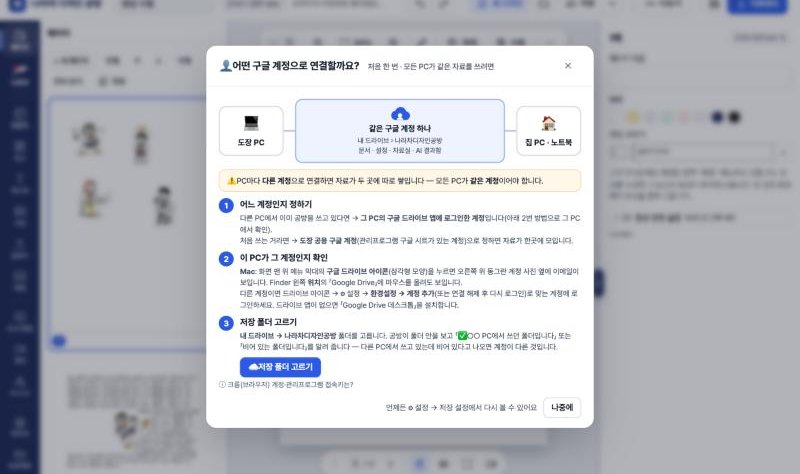 어떤 구글 계정으로 연결할까요? 처음 한 번 · 모든 PC가 같은 자료를 쓰려면
도장 PC
같은 구글 계정 하나
내 드라이브 › 나라차디자인공방
문서 · 설정 · 자료실 · AI 결과함
집 PC · 노트북
PC마다 다른 계정으로 연결하면 자료가 두 곳에 따로 쌓입니다 — 모든 PC가 같은 계정이어야 합니다.
1 어느 계정인지 정하기
다른 PC에서 이미 공방을 쓰고 있다면 → 그 PC의 구글 드라이브 앱에 로그인한 계정입니다(아래 2번 방법으로 그 PC
에서 확인).
처음 쓰는 거라면 → 도장 공용 구글 계정(관리프로그램 구글 시트가 있는 계정)으로 정하면 자료가 한곳에 모입니다.
2 이 PC가 그 계정인지 확인
Mac: 화면 맨 위 메뉴 막대의 구글 드라이브 아이콘(삼각형 모양)을 누르면 오른쪽 위 동그란 계정 사진 옆에 이메일이
보입니다. Finder 왼쪽 위치의 「Google Drive」에 마우스를 올려도 보입니다.
다른 계정이면 드라이브 아이콘 → ⚙ 설정 → 환경설정 → 계정 추가(또는 연결 해제 후 다시 로그인)로 맞는 계정에 로
그인하세요. 드라이브 앱이 없으면 「Google Drive 데스크톱」을 설치합니다.
3 저장 폴더 고르기
내 드라이브 → 나라차디자인공방 폴더를 고릅니다. 공방이 폴더 안을 보고 「✅○○ PC에서 쓰던 폴더입니다」 또는
「비어 있는 폴더입니다」를 알려 줍니다 — 다른 PC에서 쓰고 있는데 비어 있다고 나오면 계정이 다른 것입니다.
저장 폴더 고르기
ⓘ 크롬(브라우저) 계정·관리프로그램 접속키는?
언제든 ⚙ 설정 → 저장 설정에서 다시 볼 수 있어요
나중에